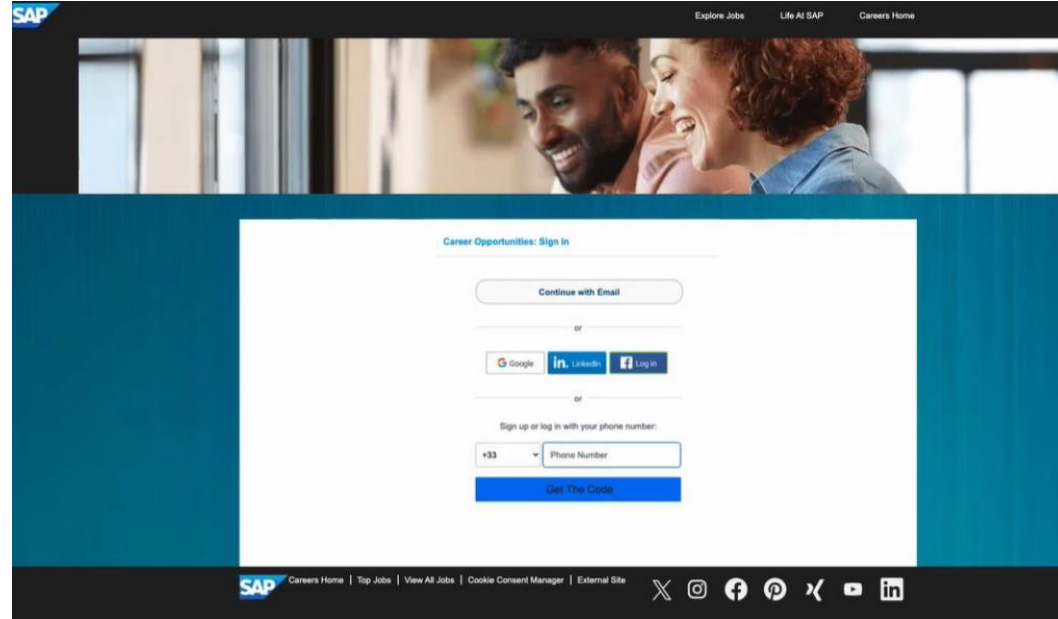 SAP
Explore Jobs Life At SAP Careers Home
Career Opportunities: Sign In
Continue with Email
or
Google in. LinkedIn Log in
or
Sign up or log in with your phone number:
+33 Phone Number
Get The Code
SAP Careers Home | Top Jobs | View All Jobs | Cookie Consent Manager | External Site